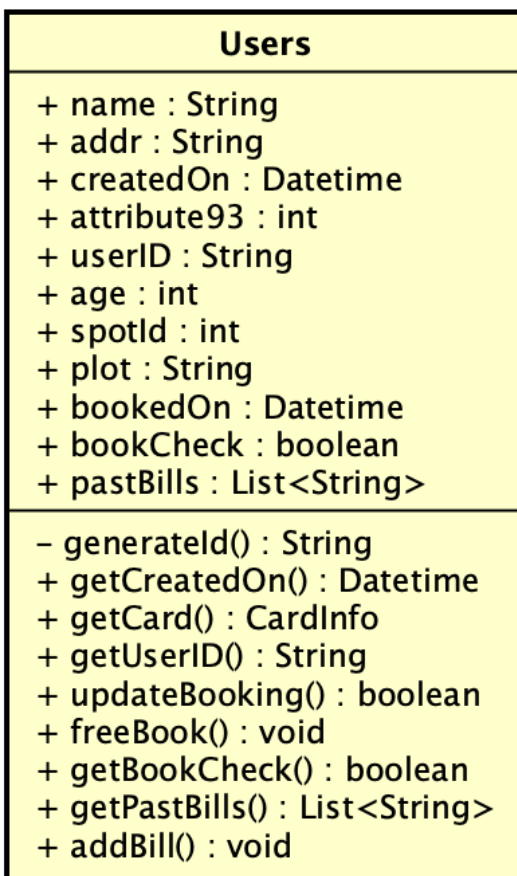 Users
+ name : String
+ addr : String
+ createdOn : Datetime
+ attribute93 : int
+ userID : String
+ age : int
+ spotId : int
+ plot : String
+ bookedOn : Datetime
+ bookCheck : boolean
+ pastBills : List<String>
− generateId() : String
+ getCreatedOn() : Datetime
+ getCard() : CardInfo
+ getUserID() : String
+ updateBooking() : boolean
+ freeBook() : void
+ getBookCheck() : boolean
+ getPastBills() : List<String>
+ addBill() : void